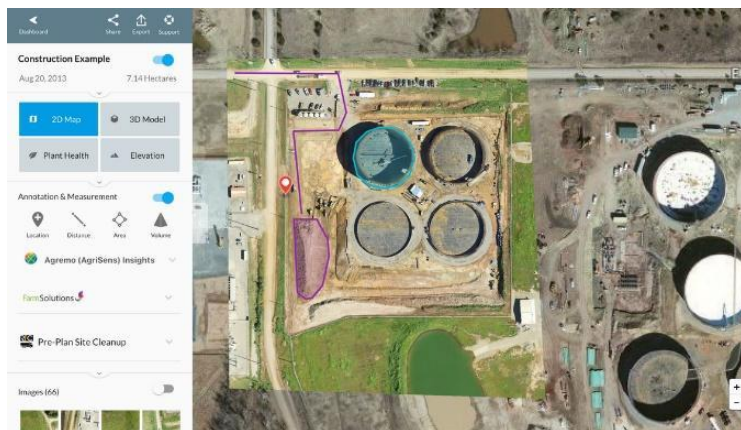 Dashboard
Share Export Support
Construction Example
Aug 20, 2013 7.14 Hectares
2D Map 3D Model
Plant Health Elevation
Annotation & Measurement
Location Distance Area Volume
Agremo (AgriSens) Insights
FarmSolutions
Pre-Plan Site Cleanup
Images (66)
E
+
−